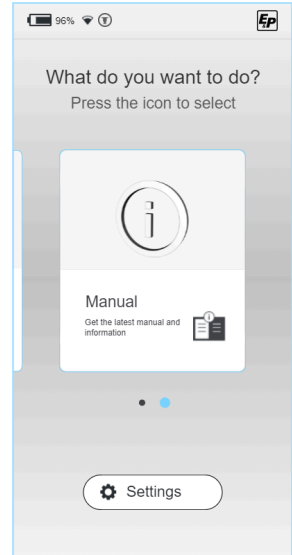 96%
E&P
What do you want to do?
Press the icon to select
i
Manual
Get the latest manual and
information
Settings